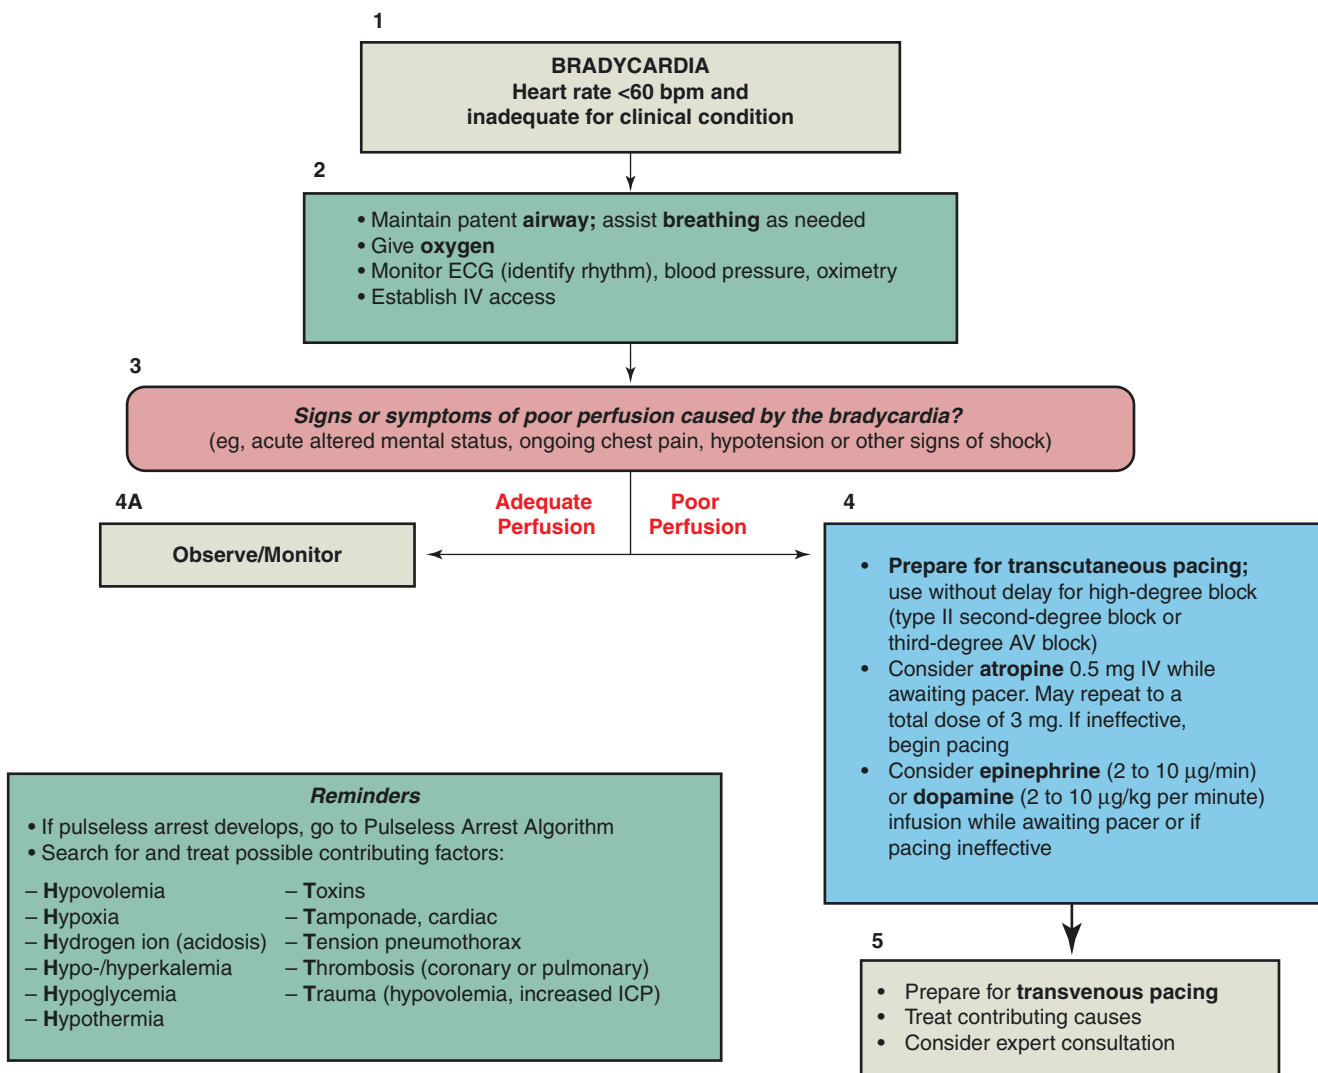 1
BRADYCARDIA
Heart rate <60 bpm and
inadequate for clinical condition
2
• Maintain patent airway; assist breathing as needed
• Give oxygen
• Monitor ECG (identify rhythm), blood pressure, oximetry
• Establish IV access
3
Signs or symptoms of poor perfusion caused by the bradycardia?
(eg, acute altered mental status, ongoing chest pain, hypotension or other signs of shock)
4A
Adequate
Perfusion
Poor
Perfusion
Observe/Monitor
4
• Prepare for transcutaneous pacing;
use without delay for high-degree block
(type II second-degree block or
third-degree AV block)
• Consider atropine 0.5 mg IV while
awaiting pacer. May repeat to a
total dose of 3 mg. If ineffective,
begin pacing
• Consider epinephrine (2 to 10 μg/min)
or dopamine (2 to 10 μg/kg per minute)
infusion while awaiting pacer or if
pacing ineffective
Reminders
• If pulseless arrest develops, go to Pulseless Arrest Algorithm
• Search for and treat possible contributing factors:
– Hypovolemia
– Hypoxia
– Hydrogen ion (acidosis)
– Hypo-/hyperkalemia
– Hypoglycemia
– Hypothermia
– Toxins
– Tamponade, cardiac
– Tension pneumothorax
– Thrombosis (coronary or pulmonary)
– Trauma (hypovolemia, increased ICP)
5
• Prepare for transvenous pacing
• Treat contributing causes
• Consider expert consultation